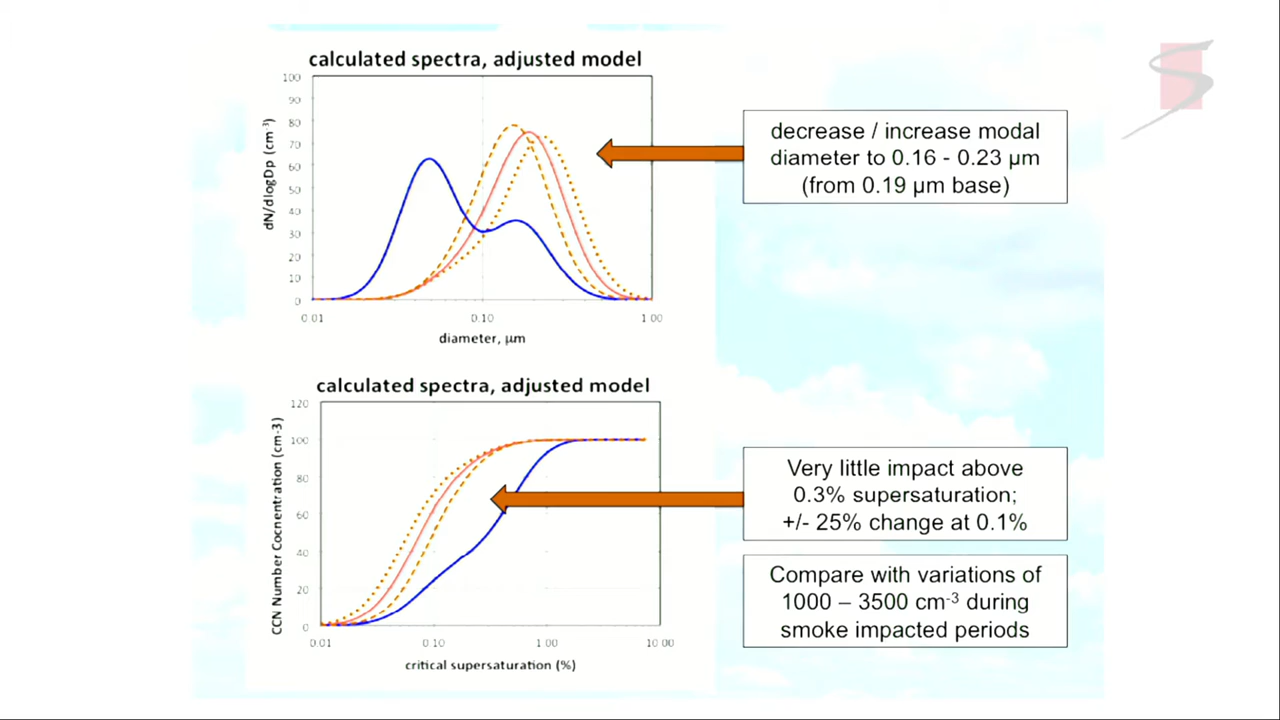 calculated spectra, adjusted model
100
90
80
70
60
50
40
30
20
10
0
dN/dlogDp (cm-3)
0.01
0.10
1.00
diameter, μm
decrease / increase modal
diameter to 0.16 - 0.23 μm
(from 0.19 μm base)
calculated spectra, adjusted model
120
100
80
60
40
20
0
CCN Number Cocnentration (cm-3)
0.01
0.10
1.00
10.00
critical supersaturation (%)
Very little impact above
0.3% supersaturation;
+/- 25% change at 0.1%
Compare with variations of
1000 – 3500 cm-3 during
smoke impacted periods